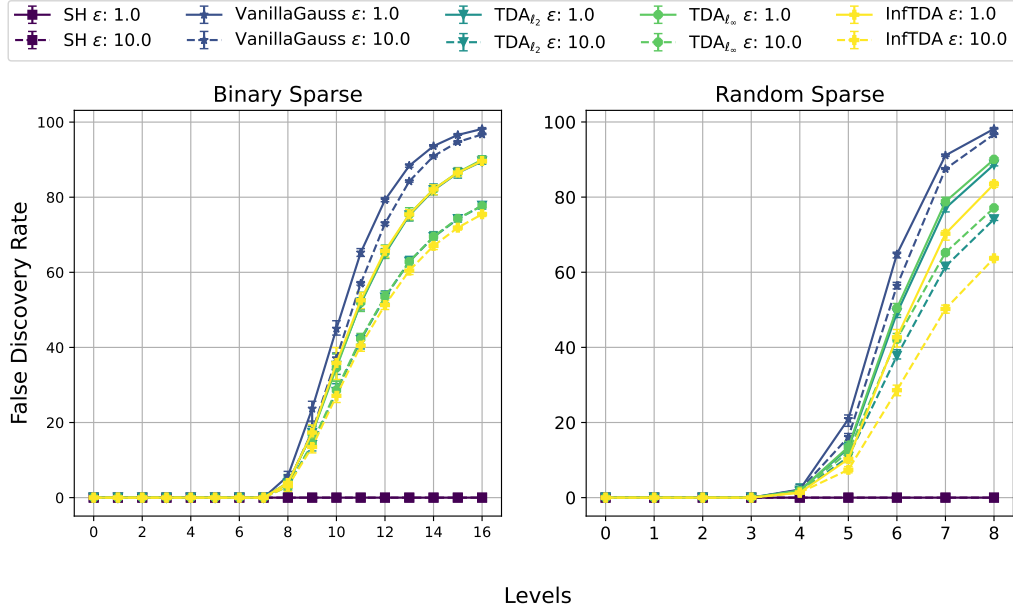 SH ε: 1.0 VanillaGauss ε: 1.0 TDAℓ₂ ε: 1.0 TDAℓ∞ ε: 1.0 InfTDA ε: 1.0
SH ε: 10.0 VanillaGauss ε: 10.0 TDAℓ₂ ε: 10.0 TDAℓ∞ ε: 10.0 InfTDA ε: 10.0
Binary Sparse Random Sparse
False Discovery Rate
100 100
80 80
60 60
40 40
20 20
0 0
0 2 4 6 8 10 12 14 16 0 1 2 3 4 5 6 7 8
Levels